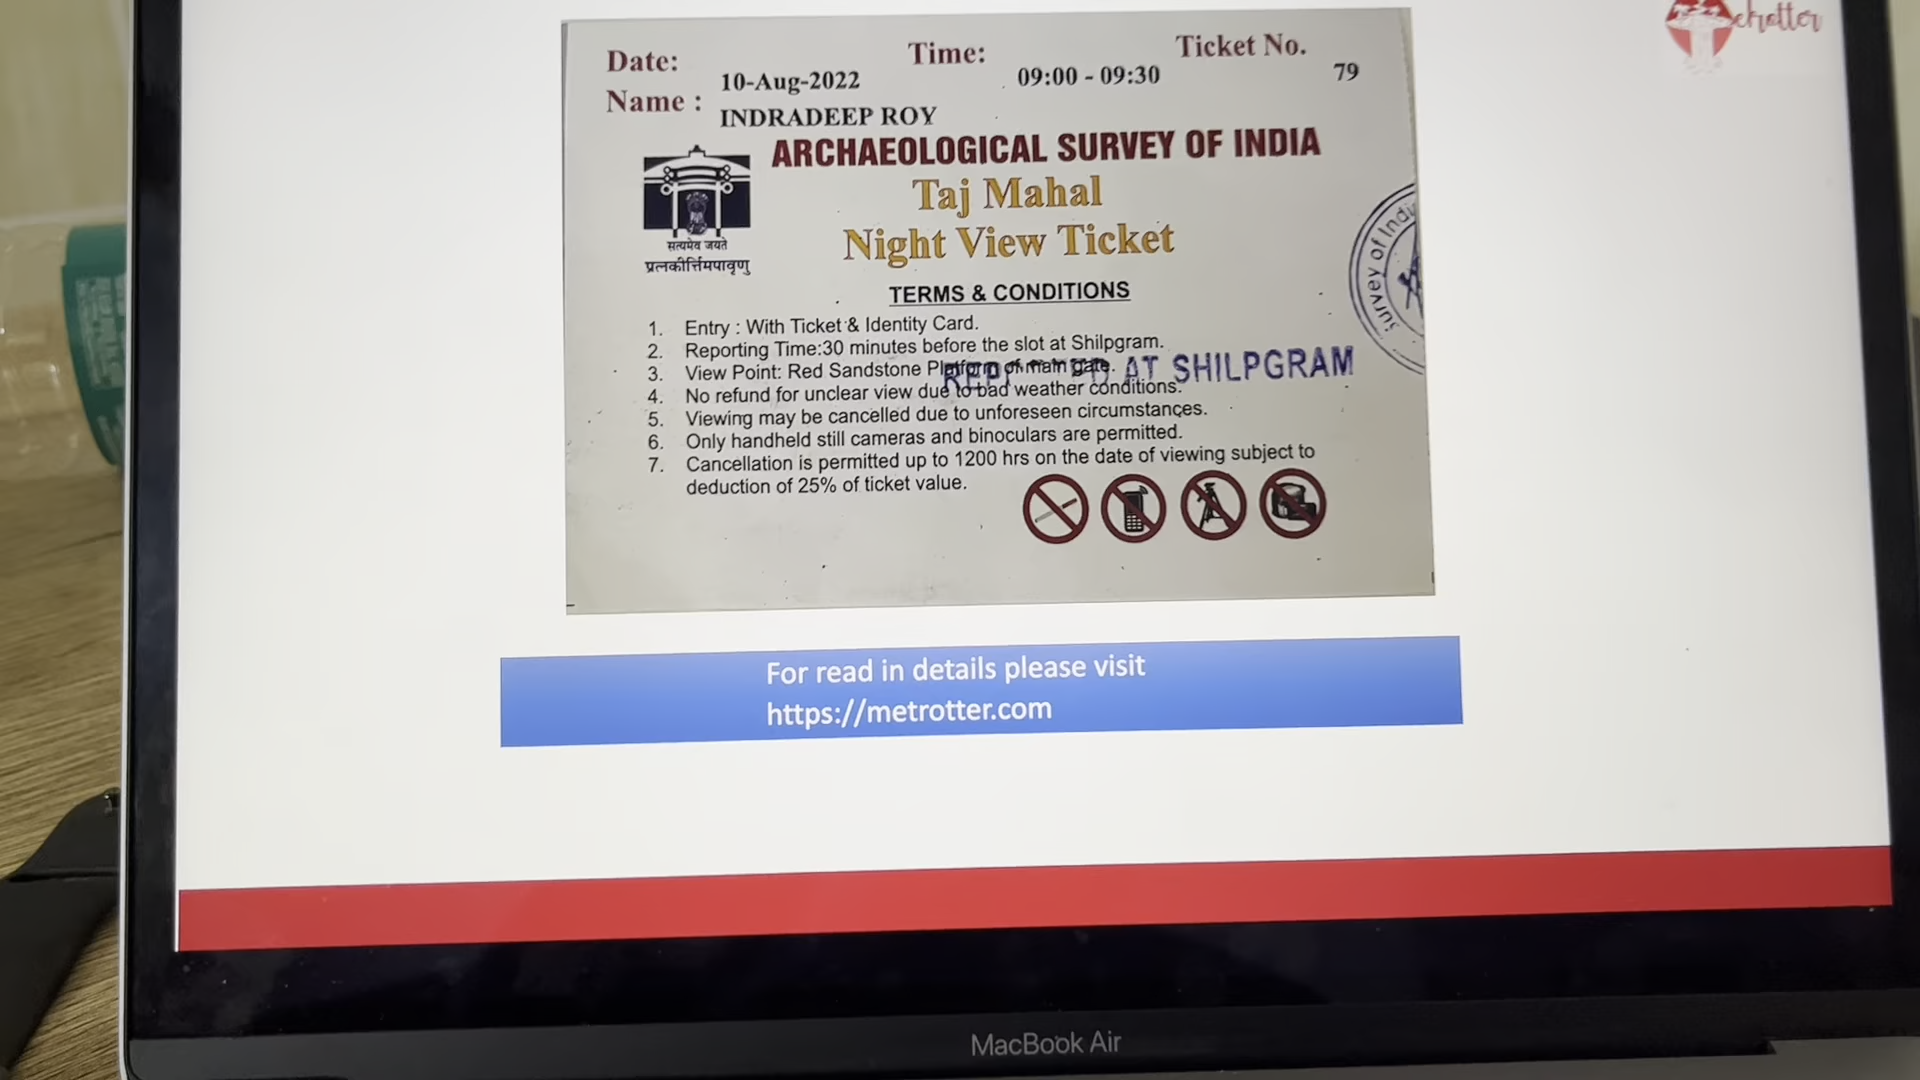 Date:
10-Aug-2022
Time:
09:00 - 09:30
Ticket No.
79
Name :
INDRADEEP ROY
ARCHAEOLOGICAL SURVEY OF INDIA
Taj Mahal
Night View Ticket
सत्यमेव जयते
प्रत्नकीर्त्तिमपावृणु
TERMS & CONDITIONS
1. Entry : With Ticket & Identity Card.
2. Reporting Time:30 minutes before the slot at Shilpgram.
3. View Point: Red Sandstone Platform of main gate.
AT SHILPGRAM
4. No refund for unclear view due to bad weather conditions.
5. Viewing may be cancelled due to unforeseen circumstances.
6. Only handheld still cameras and binoculars are permitted.
7. Cancellation is permitted up to 1200 hrs on the date of viewing subject to
deduction of 25% of ticket value.
Survey of
For read in details please visit
https://metrotter.com
MacBook Air